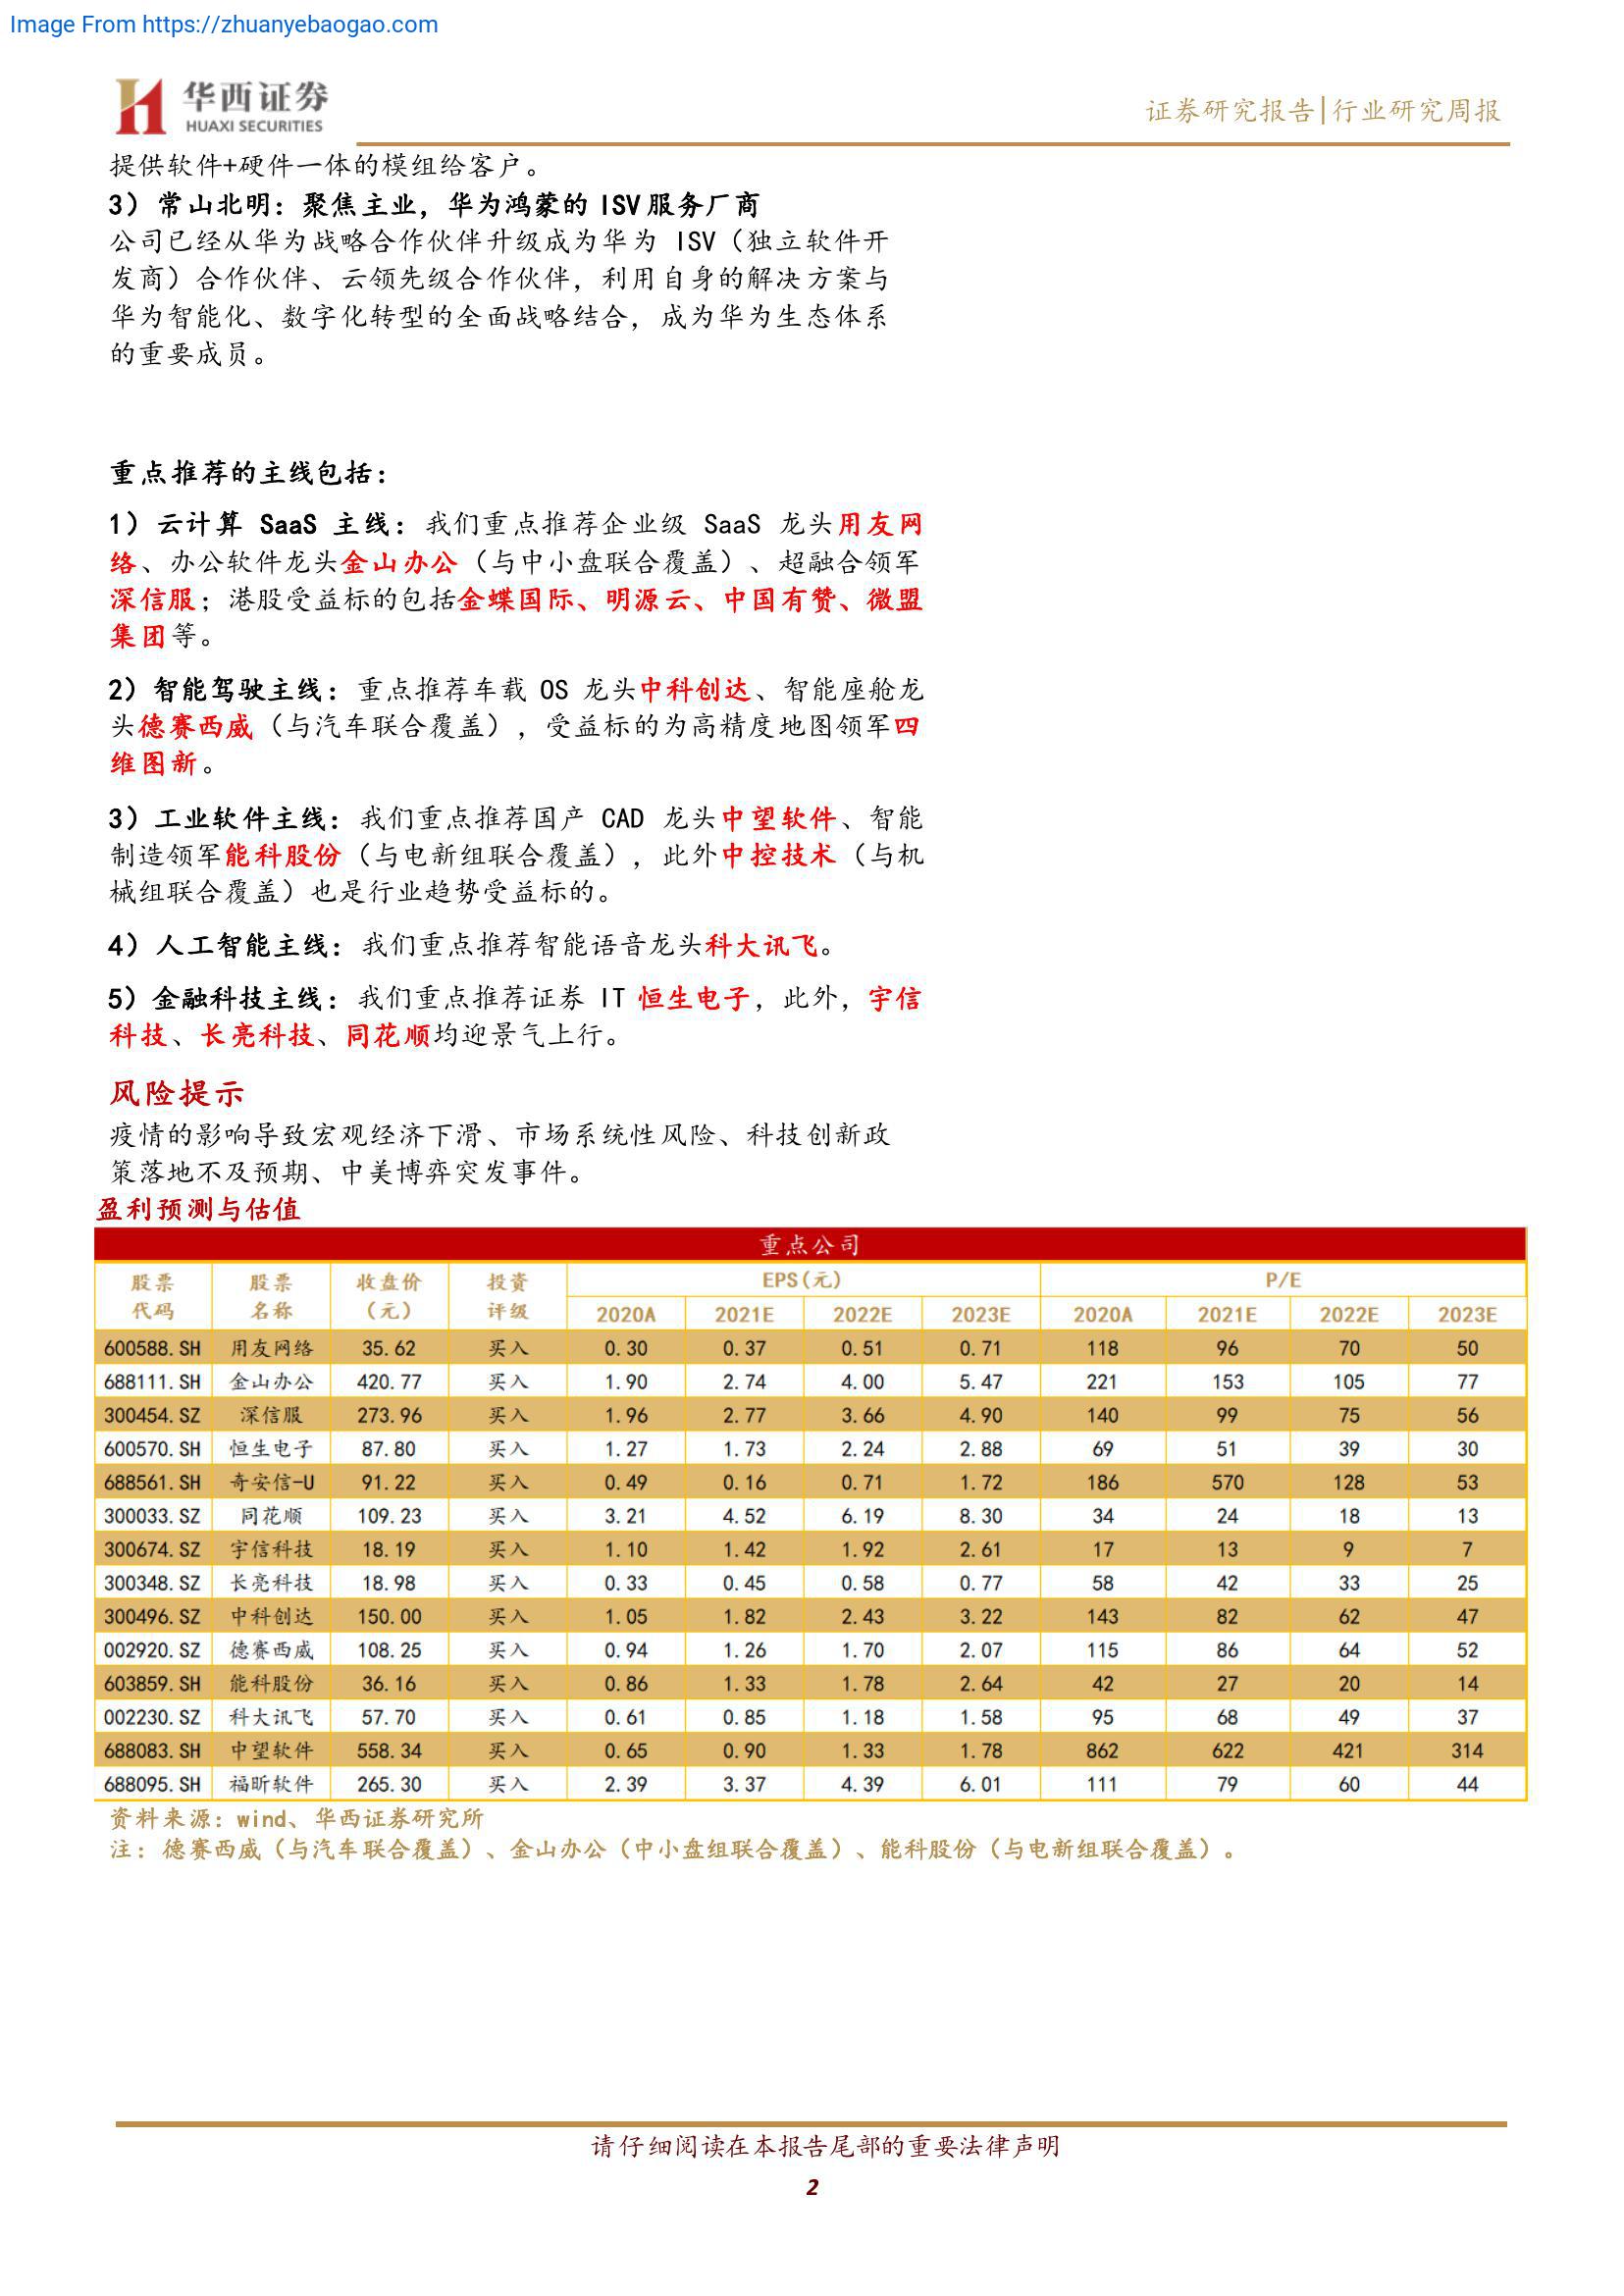 Image From https://zhuanyebaogao.com
华西证券
HUAXI SECURITIES
证券研究报告|行业研究周报
提供软件+硬件一体的模组给客户。
3）常山北明：聚焦主业，华为鸿蒙的 ISV 服务厂商
公司已经从华为战略合作伙伴升级成为华为 ISV（独立软件开
发商）合作伙伴、云领先级合作伙伴，利用自身的解决方案与
华为智能化、数字化转型的全面战略结合，成为华为生态体系
的重要成员。
重点推荐的主线包括：
1）云计算 SaaS 主线：我们重点推荐企业级 SaaS 龙头用友网
络、办公软件龙头金山办公（与中小盘联合覆盖）、超融合领军
深信服；港股受益标的包括金蝶国际、明源云、中国有赞、微盟
集团等。
2）智能驾驶主线：重点推荐车载 OS 龙头中科创达、智能座舱龙
头德赛西威（与汽车联合覆盖），受益标的为高精度地图领军四
维图新。
3）工业软件主线：我们重点推荐国产 CAD 龙头中望软件、智能
制造领军能科股份（与电新组联合覆盖），此外中控技术（与机
械组联合覆盖）也是行业趋势受益标的。
4）人工智能主线：我们重点推荐智能语音龙头科大讯飞。
5）金融科技主线：我们重点推荐证券 IT 恒生电子，此外，宇信
科技、长亮科技、同花顺均迎景气上行。
风险提示
疫情的影响导致宏观经济下滑、市场系统性风险、科技创新政
策落地不及预期、中美博弈突发事件。
盈利预测与估值
重点公司
股票 股票 收盘价 投资 EPS(元) P/E
代码 名称 （元） 评级 2020A 2021E 2022E 2023E 2020A 2021E 2022E 2023E
600588.SH 用友网络 35.62 买入 0.30 0.37 0.51 0.71 118 96 70 50
688111.SH 金山办公 420.77 买入 1.90 2.74 4.00 5.47 221 153 105 77
300454.SZ 深信服 273.96 买入 1.96 2.77 3.66 4.90 140 99 75 56
600570.SH 恒生电子 87.80 买入 1.27 1.73 2.24 2.88 69 51 39 30
688561.SH 奇安信-U 91.22 买入 0.49 0.16 0.71 1.72 186 570 128 53
300033.SZ 同花顺 109.23 买入 3.21 4.52 6.19 8.30 34 24 18 13
300674.SZ 宇信科技 18.19 买入 1.10 1.42 1.92 2.61 17 13 9 7
300348.SZ 长亮科技 18.98 买入 0.33 0.45 0.58 0.77 58 42 33 25
300496.SZ 中科创达 150.00 买入 1.05 1.82 2.43 3.22 143 82 62 47
002920.SZ 德赛西威 108.25 买入 0.94 1.26 1.70 2.07 115 86 64 52
603859.SH 能科股份 36.16 买入 0.86 1.33 1.78 2.64 42 27 20 14
002230.SZ 科大讯飞 57.70 买入 0.61 0.85 1.18 1.58 95 68 49 37
688083.SH 中望软件 558.34 买入 0.65 0.90 1.33 1.78 862 622 421 314
688095.SH 福昕软件 265.30 买入 2.39 3.37 4.39 6.01 111 79 60 44
资料来源：wind、华西证券研究所
注：德赛西威（与汽车联合覆盖）、金山办公（中小盘组联合覆盖）、能科股份（与电新组联合覆盖）。
请仔细阅读在本报告尾部的重要法律声明
2